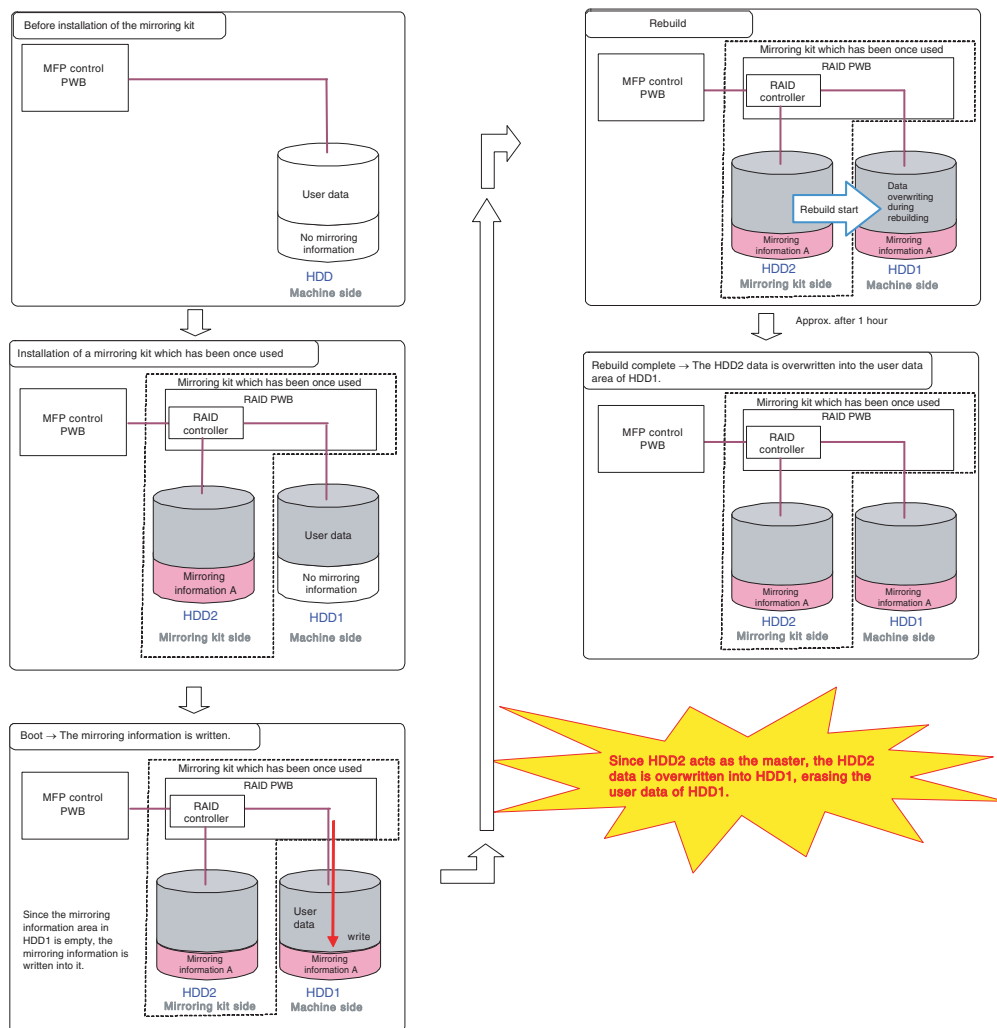 Before installation of the mirroring kit
MFP control
PWB
User data
No mirroring
information
HDD
Machine side
Installation of a mirroring kit which has been once used
Mirroring kit which has been once used
RAID PWB
MFP control
PWB
RAID
controller
User data
Mirroring
information A
No mirroring
information
HDD2
HDD1
Mirroring kit side
Machine side
Boot → The mirroring information is written.
Mirroring kit which has been once used
RAID PWB
MFP control
PWB
RAID
controller
Since the mirroring
information area in
HDD1 is empty, the
mirroring information is
written into it.
User
data
write
Mirroring
information A
Mirroring
information A
HDD2
HDD1
Mirroring kit side
Machine side
Rebuild
Mirroring kit which has been once used
RAID PWB
MFP control
PWB
RAID
controller
Rebuild start
Data
overwriting
during
rebuilding
Mirroring
information A
Mirroring
information A
HDD2
HDD1
Mirroring kit side
Machine side
Approx. after 1 hour
Rebuild complete → The HDD2 data is overwritten into the user data
area of HDD1.
Mirroring kit which has been once used
RAID PWB
MFP control
PWB
RAID
controller
Mirroring
information A
Mirroring
information A
HDD2
HDD1
Mirroring kit side
Machine side
Since HDD2 acts as the master, the HDD2
data is overwritten into HDD1, erasing the
user data of HDD1.